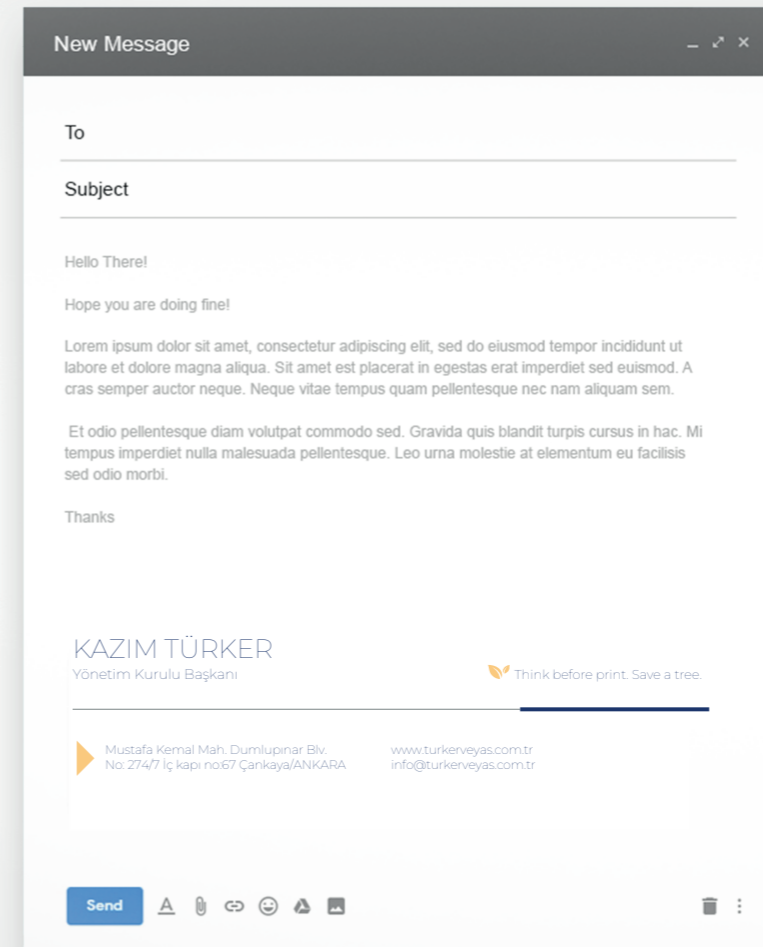 New Message
To
Subject
Hello There!
Hope you are doing fine!
Lorem ipsum dolor sit amet, consectetur adipiscing elit, sed do eiusmod tempor incididunt ut
labore et dolore magna aliqua. Sit amet est placerat in egestas erat imperdiet sed euismod. A
cras semper auctor neque. Neque vitae tempus quam pellentesque nec nam aliquam sem.
Et odio pellentesque diam volutpat commodo sed. Gravida quis blandit turpis cursus in hac. Mi
tempus imperdiet nulla malesuada pellentesque. Leo urna molestie at elementum eu facilisis
sed odio morbi.
Thanks
KAZIM TÜRKER
Yönetim Kurulu Başkanı
Think before print. Save a tree.
Mustafa Kemal Mah. Dumlupınar Blv.
No: 274/7 İç kapı no:67 Çankaya/ANKARA
www.turkerveyas.com.tr
info@turkerveyas.com.tr
Send